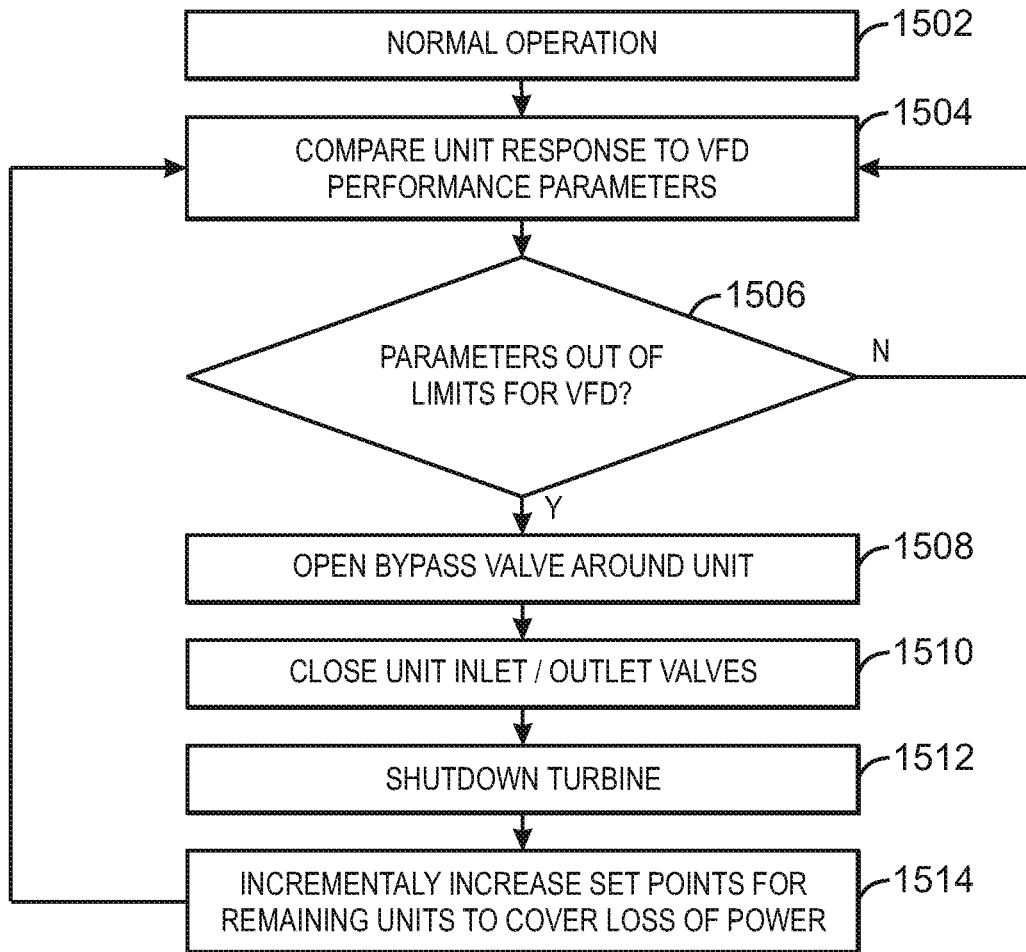 NORMAL OPERATION
1502
1504
COMPARE UNIT RESPONSE TO VFD
PERFORMANCE PARAMETERS
1506
PARAMETERS OUT OF
LIMITS FOR VFD?
N
Y
OPEN BYPASS VALVE AROUND UNIT
1508
CLOSE UNIT INLET / OUTLET VALVES
1510
SHUTDOWN TURBINE
1512
INCREMENTALY INCREASE SET POINTS FOR
REMAINING UNITS TO COVER LOSS OF POWER
1514